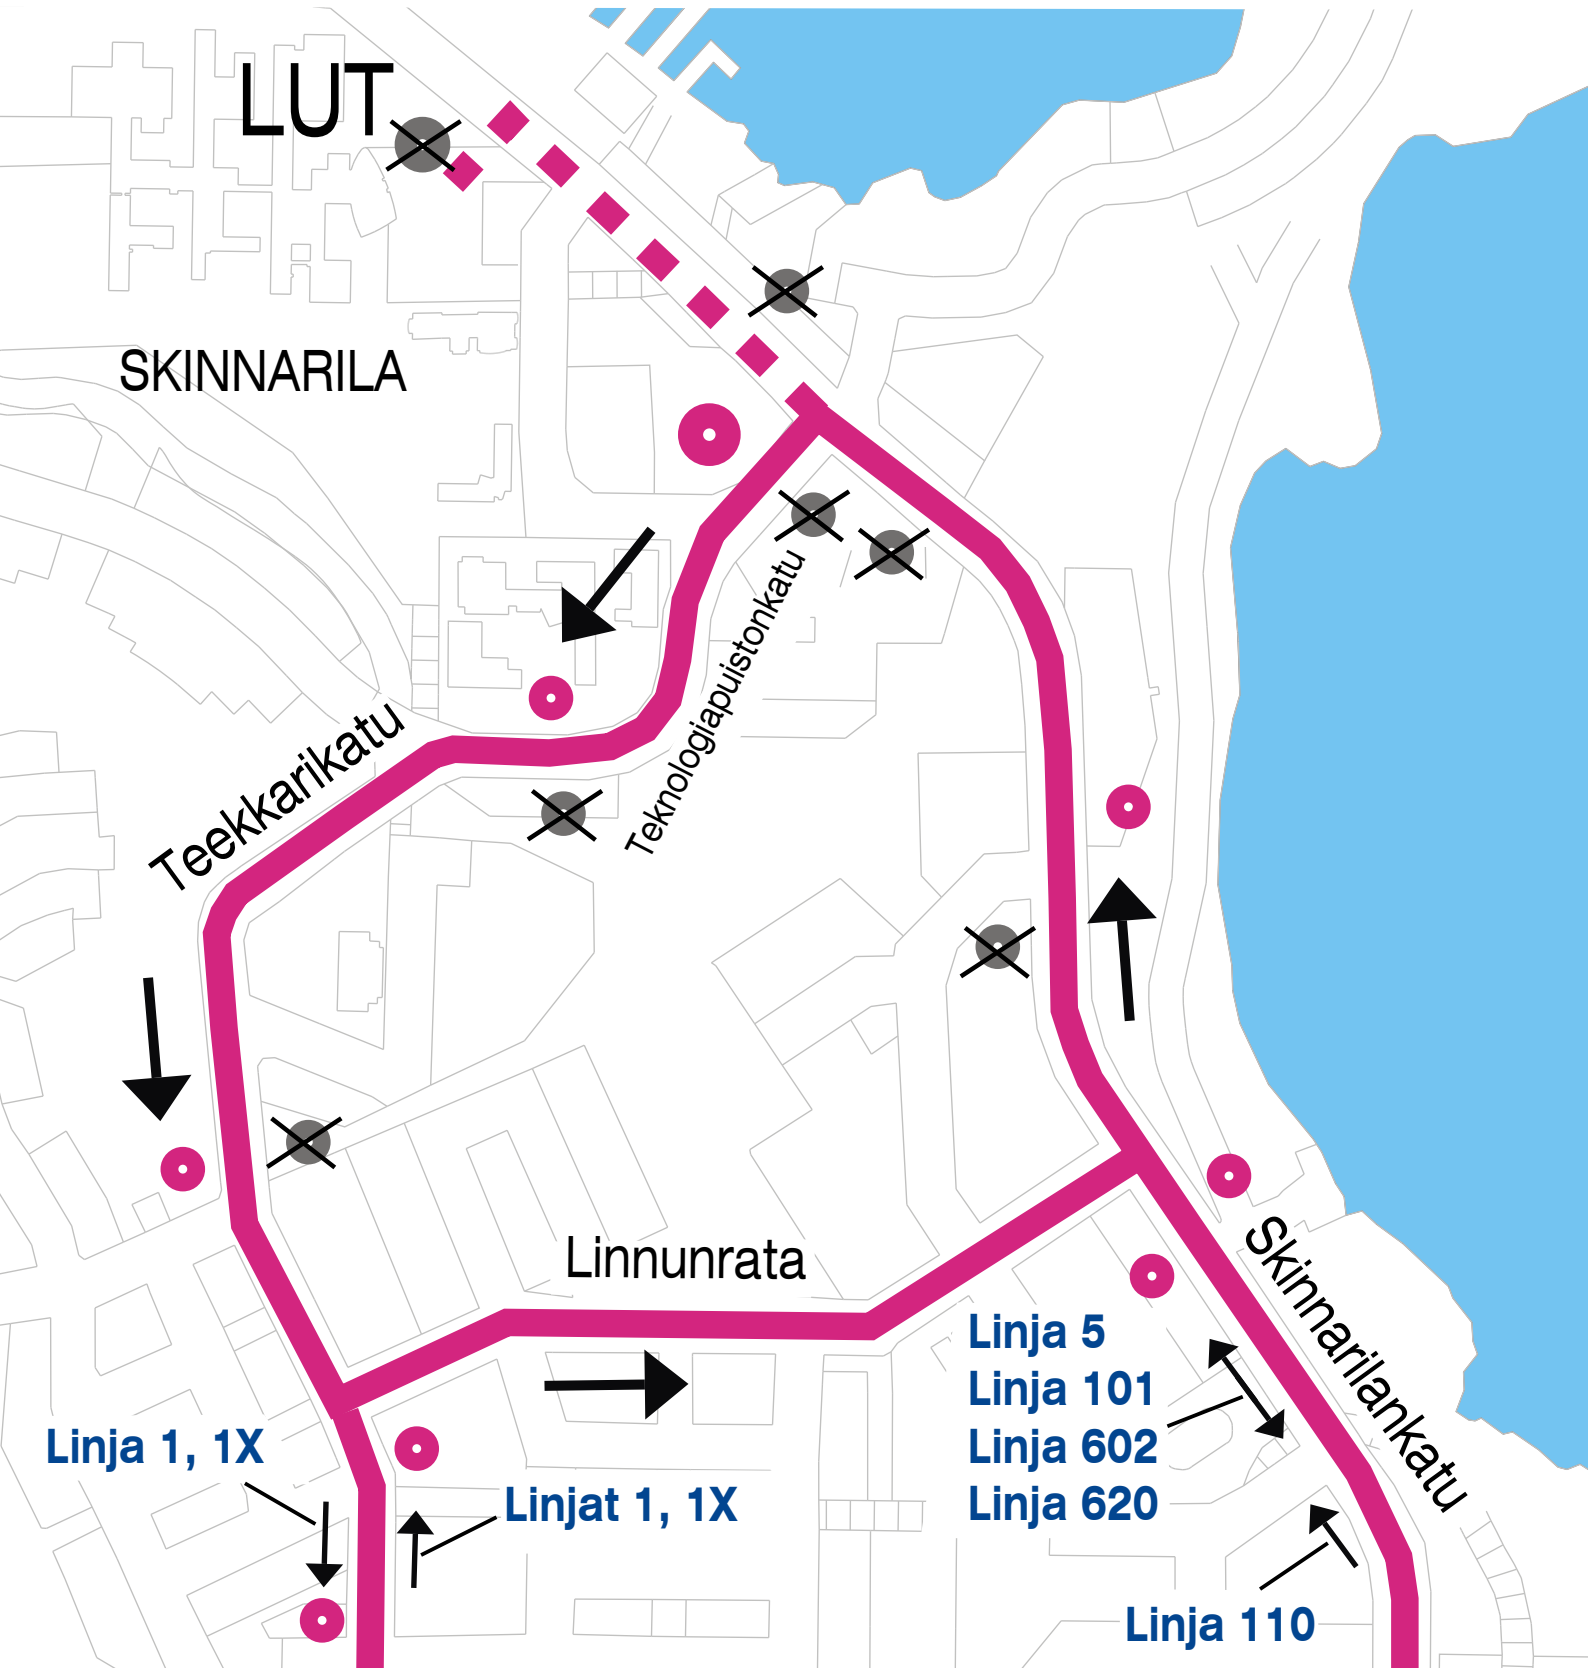 LUT
SKINNARILA
Teknologiapuistonkatu
Teekkarikatu
Linnunrata
Skinnarilankatu
Linja 5
Linja 101
Linja 602
Linja 620
Linja 1, 1X
Linjat 1, 1X
Linja 110